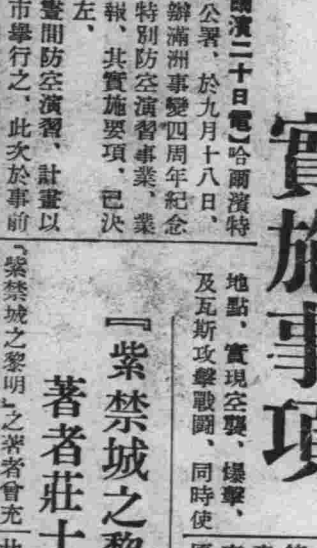 實施事項
爾濱二十日電】哈爾濱特
公署、於九月十八日、
辦滿洲事變四周年紀念
特別防空演習事業、業
報、其實施要項、已決
左、
晝間防空演習、計畫以
市舉行之、此次於事前
地點、實現空襲、爆擊、
及瓦斯攻擊戰鬪、同時使
『紫禁城之黎
著者莊士
『紫禁城之黎明』之著者曾充